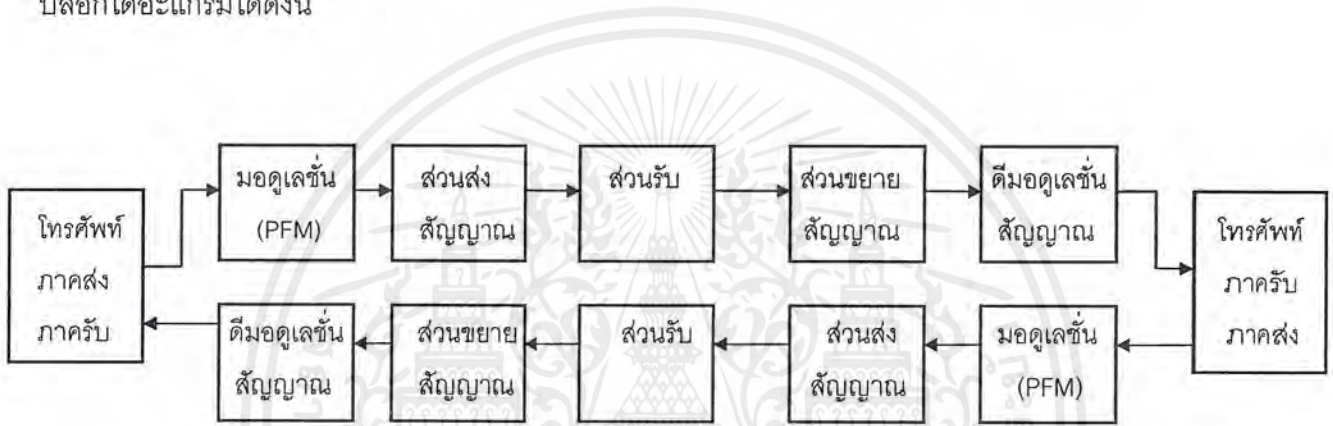 บล็อกไดอะแกรมได้ดังนี้
โทรศัพท์
ภาคส่ง
ภาครับ
มอดูเลชั่น
(PFM)
ส่วนส่ง
สัญญาณ
ส่วนรับ
ส่วนขยาย
สัญญาณ
ดีมอดูเลชั่น
สัญญาณ
โทรศัพท์
ภาครับ
ภาคส่ง
ดีมอดูเลชั่น
สัญญาณ
ส่วนขยาย
สัญญาณ
ส่วนรับ
ส่วนส่ง
สัญญาณ
มอดูเลชั่น
(PFM)